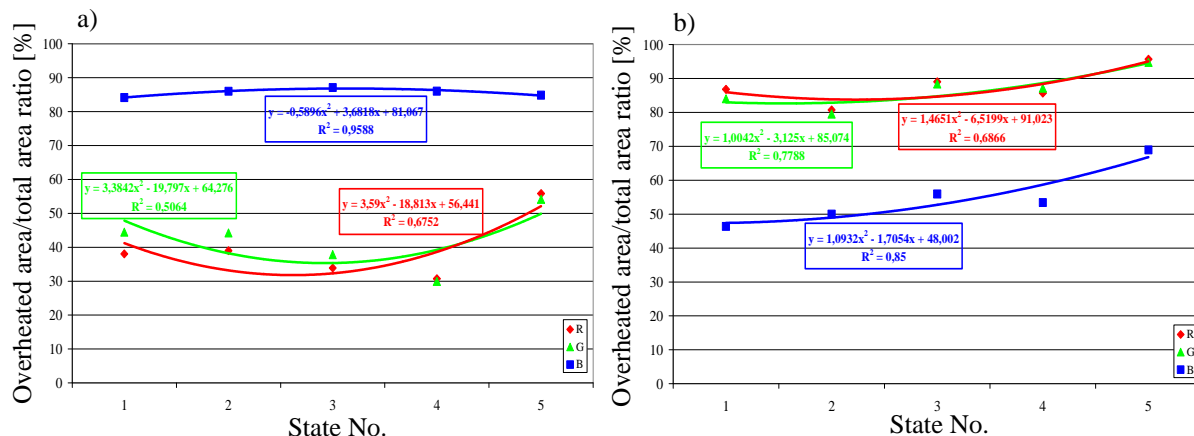 a)
Overheated area/total area ratio [%]
100
90
80
70
60
50
40
30
20
10
0
y = -0,5896x² + 3,6818x + 81,067
R² = 0,9588
y = 3,3842x² - 19,797x + 64,276
R² = 0,5064
y = 3,59x² - 18,813x + 56,441
R² = 0,6752
R
G
B
1 2 3 4 5
State No.
b)
Overheated area/total area ratio [%]
100
90
80
70
60
50
40
30
20
10
0
y = 1,4651x² - 6,5199x + 91,023
R² = 0,6866
y = 1,0042x² - 3,125x + 85,074
R² = 0,7788
y = 1,0932x² - 1,7054x + 48,002
R² = 0,85
R
G
B
1 2 3 4 5
State No.